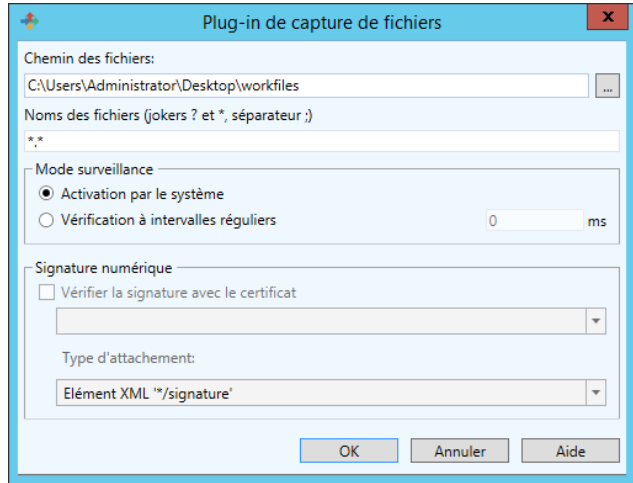 Plug-in de capture de fichiers
x
Chemin des fichiers:
C:\Users\Administrator\Desktop\workfiles
...
Noms des fichiers (jokers ? et *, séparateur ;)
*.*
Mode surveillance
Activation par le système
Vérification à intervalles réguliers 0 ms
Signature numérique
Vérifier la signature avec le certificat
Type d'attachement:
Elément XML '*/signature'
OK Annuler Aide